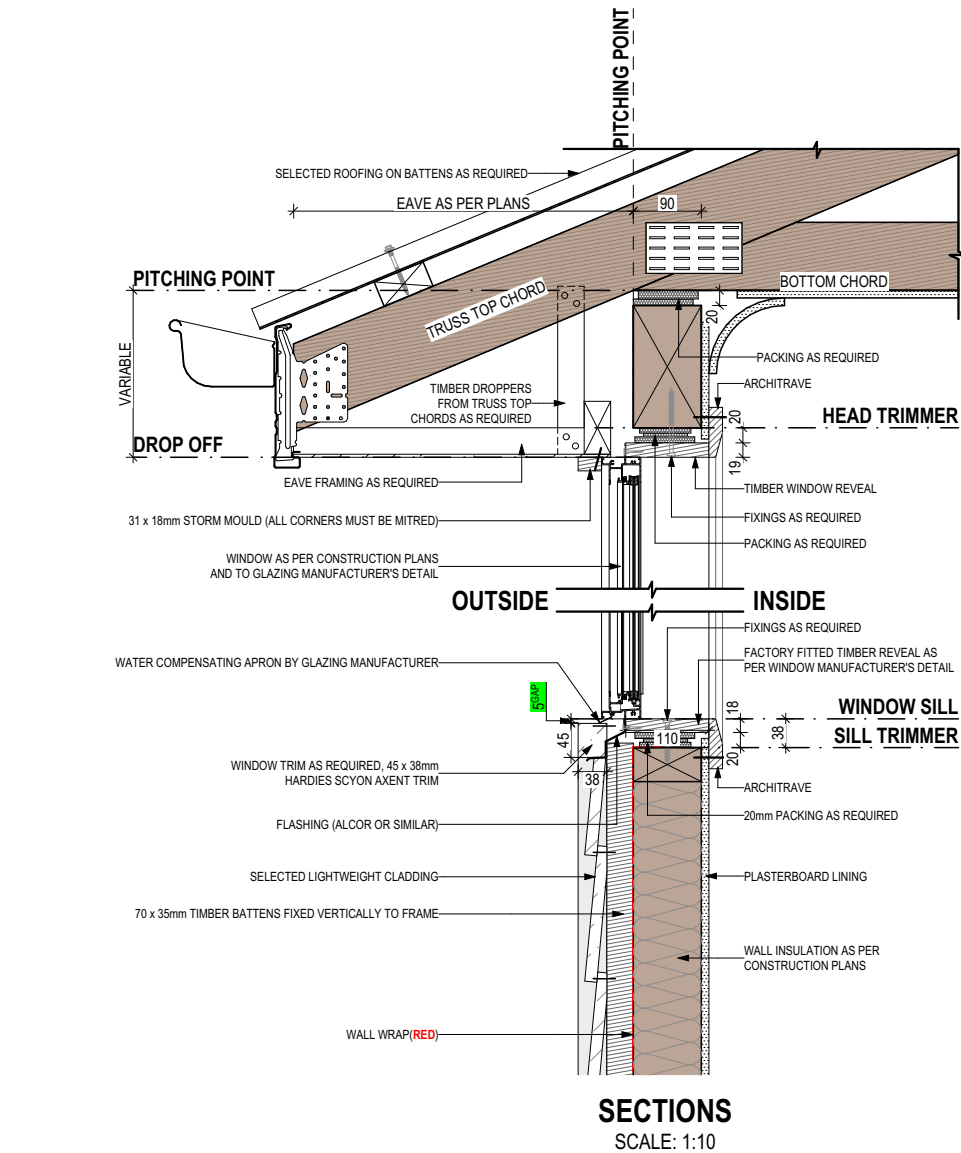 PITCHING POINT
SELECTED ROOFING ON BATTENS AS REQUIRED
EAVE AS PER PLANS
90
PITCHING POINT
BOTTOM CHORD
TRUSS TOP CHORD
20
VARIABLE
PACKING AS REQUIRED
TIMBER DROPPERS
FROM TRUSS TOP
CHORDS AS REQUIRED
ARCHITRAVE
20
HEAD TRIMMER
DROP OFF
19
EAVE FRAMING AS REQUIRED
TIMBER WINDOW REVEAL
31 x 18mm STORM MOULD (ALL CORNERS MUST BE MITRED)
FIXINGS AS REQUIRED
PACKING AS REQUIRED
WINDOW AS PER CONSTRUCTION PLANS
AND TO GLAZING MANUFACTURER'S DETAIL
OUTSIDE
INSIDE
FIXINGS AS REQUIRED
WATER COMPENSATING APRON BY GLAZING MANUFACTURER
FACTORY FITTED TIMBER REVEAL AS
PER WINDOW MANUFACTURER'S DETAIL
5 GAP
18
WINDOW SILL
45
110
38
SILL TRIMMER
20
WINDOW TRIM AS REQUIRED, 45 x 38mm
HARDIES SCYON AXENT TRIM
38
ARCHITRAVE
20mm PACKING AS REQUIRED
FLASHING (ALCOR OR SIMILAR)
SELECTED LIGHTWEIGHT CLADDING
PLASTERBOARD LINING
70 x 35mm TIMBER BATTENS FIXED VERTICALLY TO FRAME
WALL INSULATION AS PER
CONSTRUCTION PLANS
WALL WRAP(RED)
SECTIONS
SCALE: 1:10